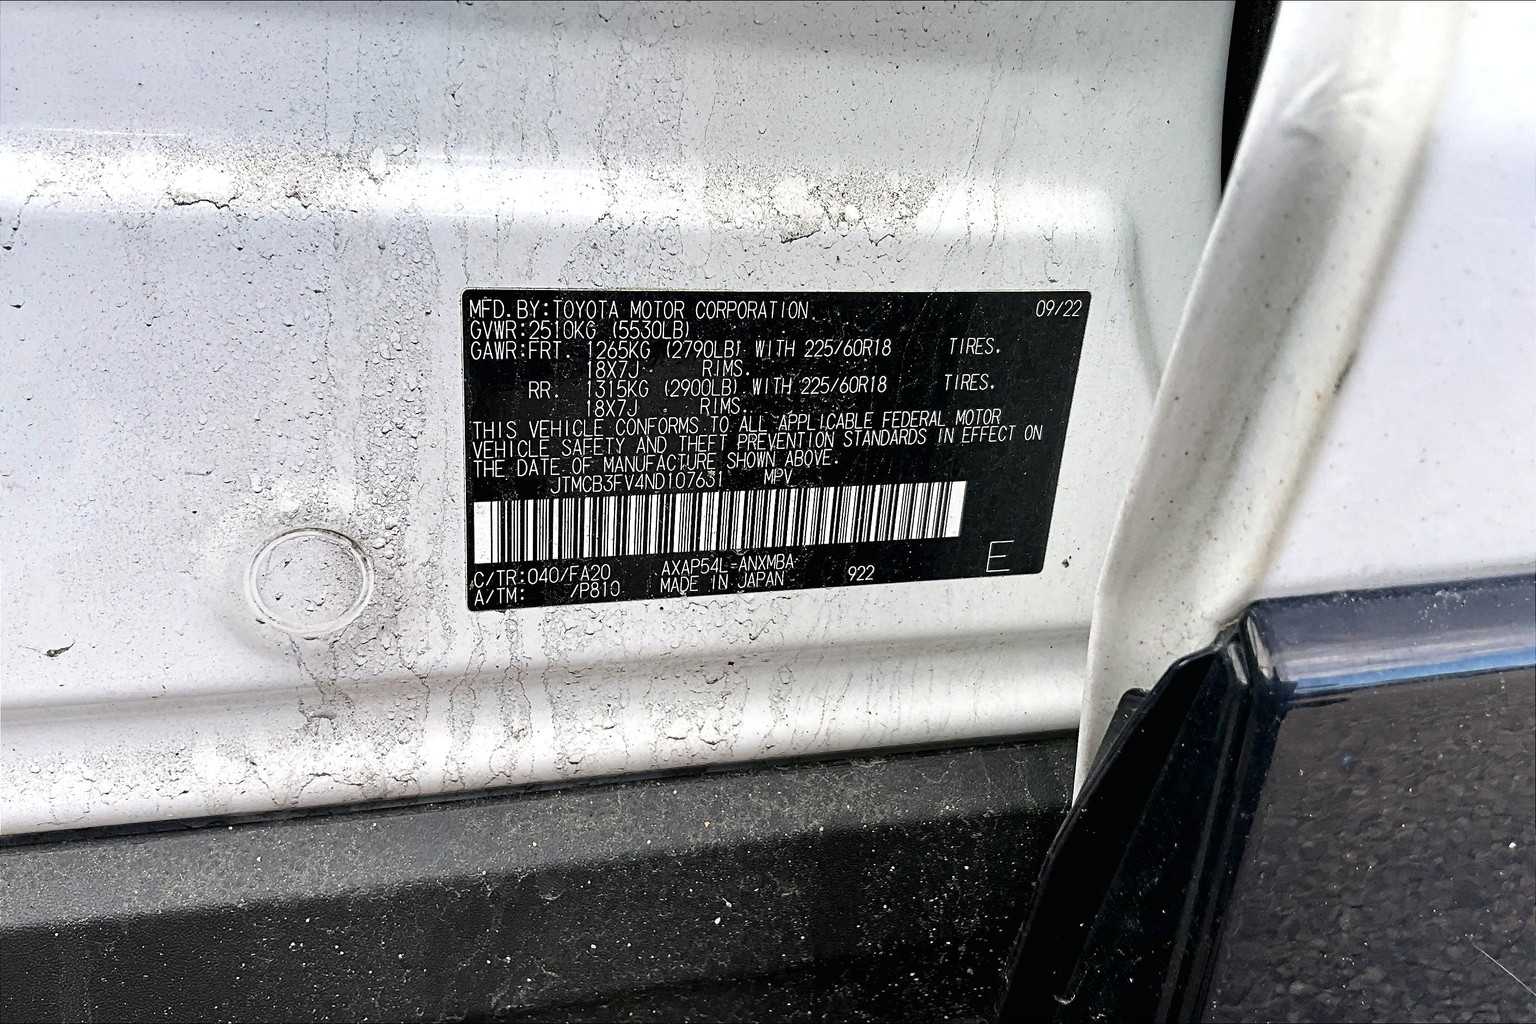 MFD. BY: TOYOTA MOTOR CORPORATION 09/22
GVWR: 2510KG (5530LB)
GAWR: FRT. 1265KG (2790LB) WITH 225/60R18 TIRES.
18X7J RIMS.
RR. 1315KG (2900LB) WITH 225/60R18 TIRES.
18X7J RIMS.
THIS VEHICLE CONFORMS TO ALL APPLICABLE FEDERAL MOTOR
VEHICLE SAFETY AND THEFT PREVENTION STANDARDS IN EFFECT ON
THE DATE OF MANUFACTURE SHOWN ABOVE.
JTMCB3FV4ND107631 MPV
C/TR: 040/FA20 AXAP54L-ANXMBA
A/TM: /P810 MADE IN JAPAN 922 E